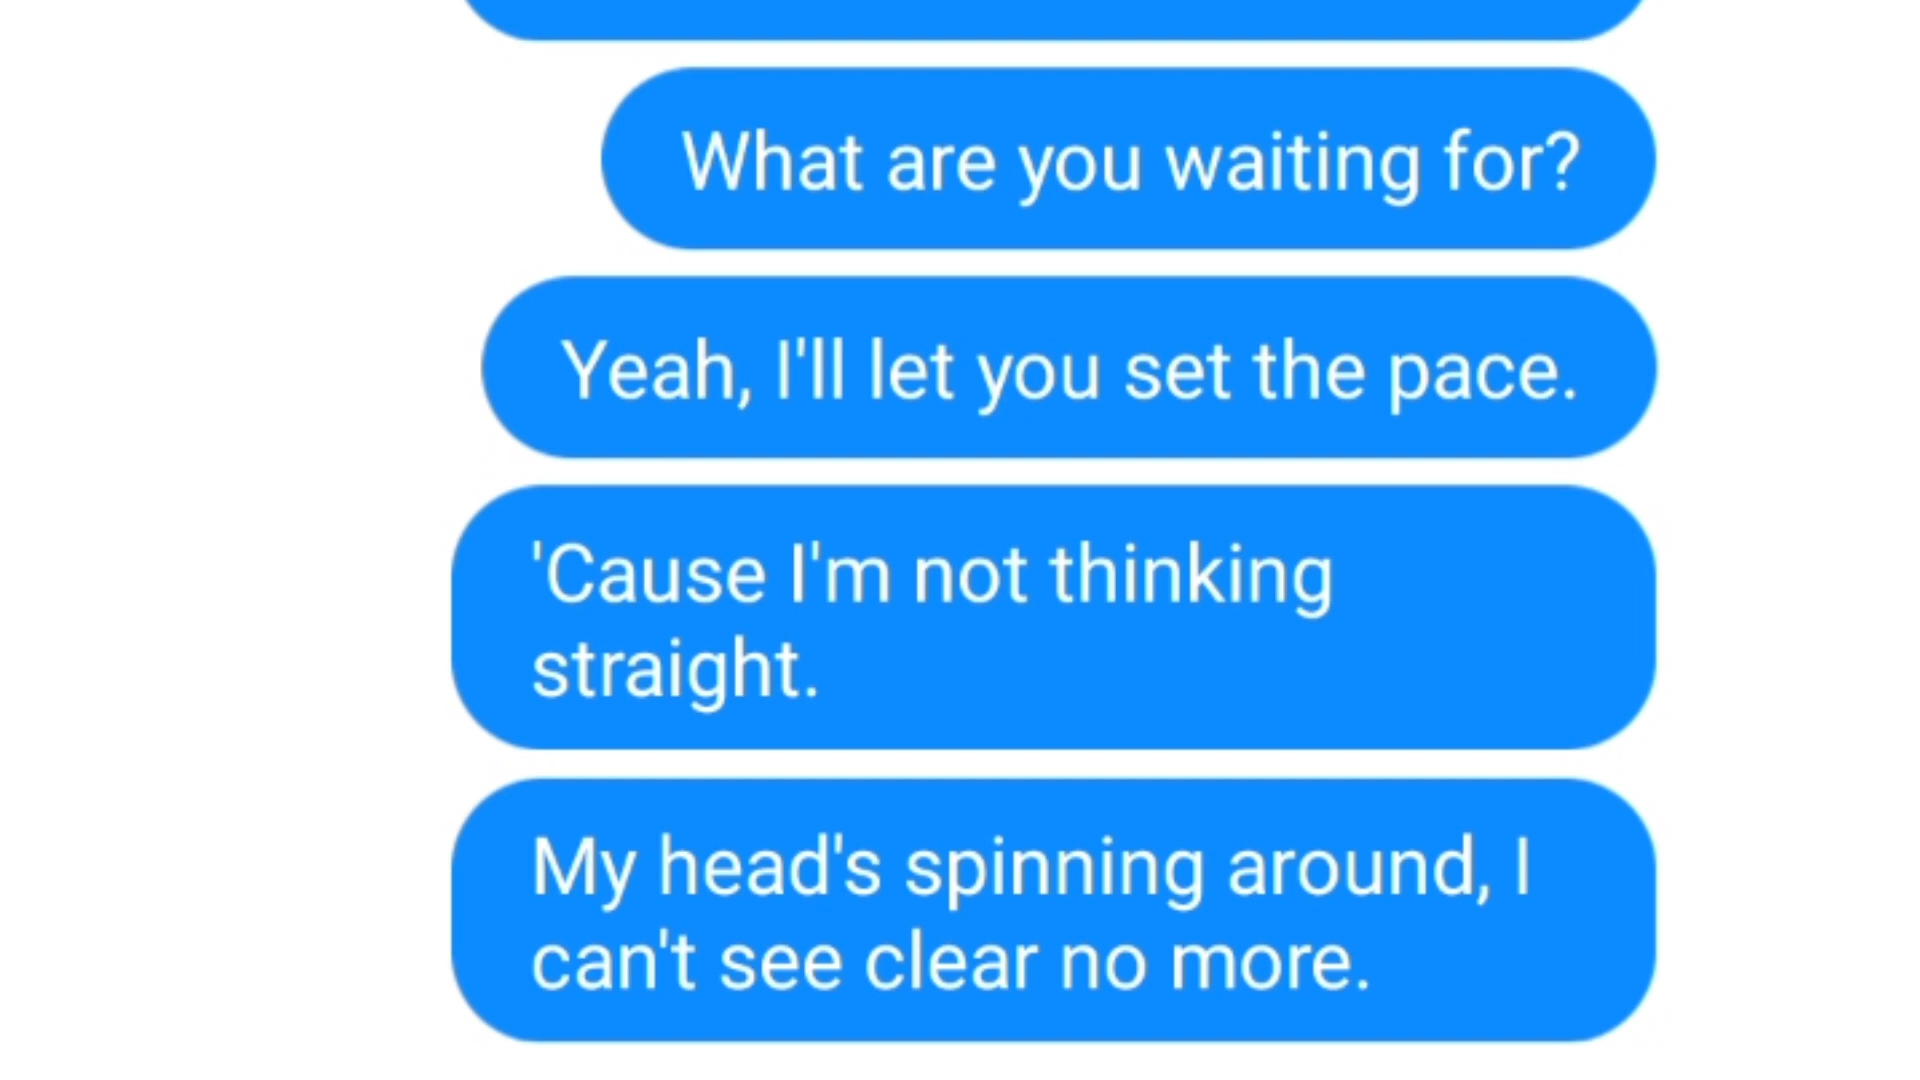 What are you waiting for?
Yeah, I'll let you set the pace.
'Cause I'm not thinking
straight.
My head's spinning around, I
can't see clear no more.